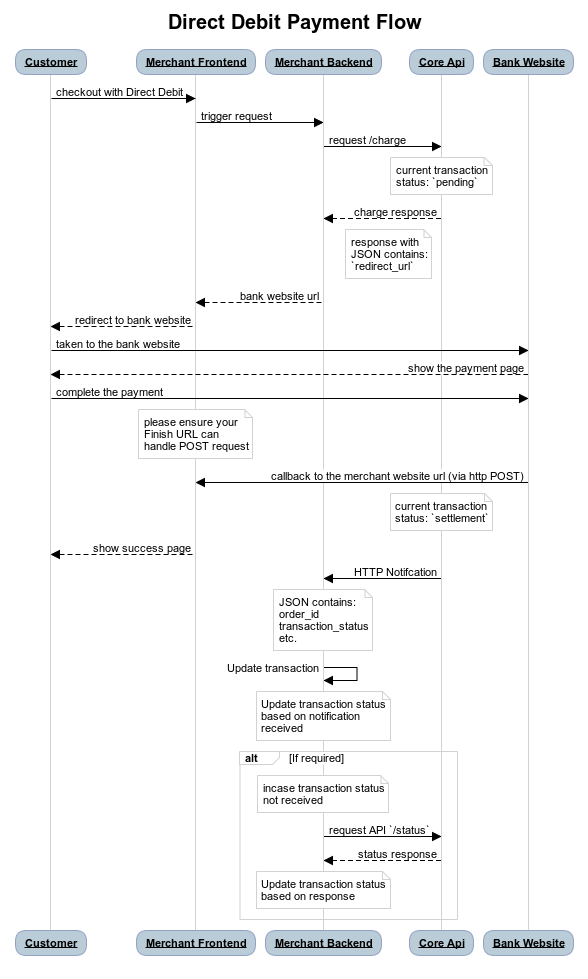 Direct Debit Payment Flow
Customer
Merchant Frontend
Merchant Backend
Core Api
Bank Website
checkout with Direct Debit
trigger request
request /charge
current transaction
status: `pending`
charge response
response with
JSON contains:
`redirect_url`
bank website url
redirect to bank website
taken to the bank website
show the payment page
complete the payment
please ensure your
Finish URL can
handle POST request
callback to the merchant website url (via http POST)
current transaction
status: `settlement`
show success page
HTTP Notifcation
JSON contains:
order_id
transaction_status
etc.
Update transaction
Update transaction status
based on notification
received
alt [If required]
incase transaction status
not received
request API `/status`
status response
Update transaction status
based on response
Customer
Merchant Frontend
Merchant Backend
Core Api
Bank Website